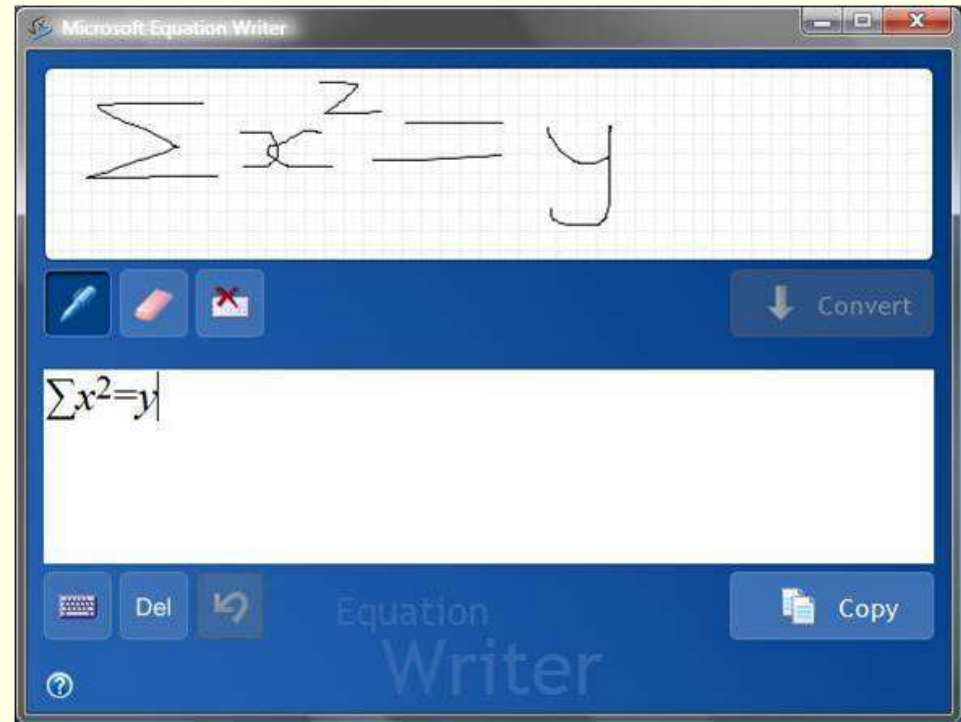 Microsoft Equation Writer
∑ x² = y
Convert
∑x²=y
Del
Equation
Writer
Copy
?